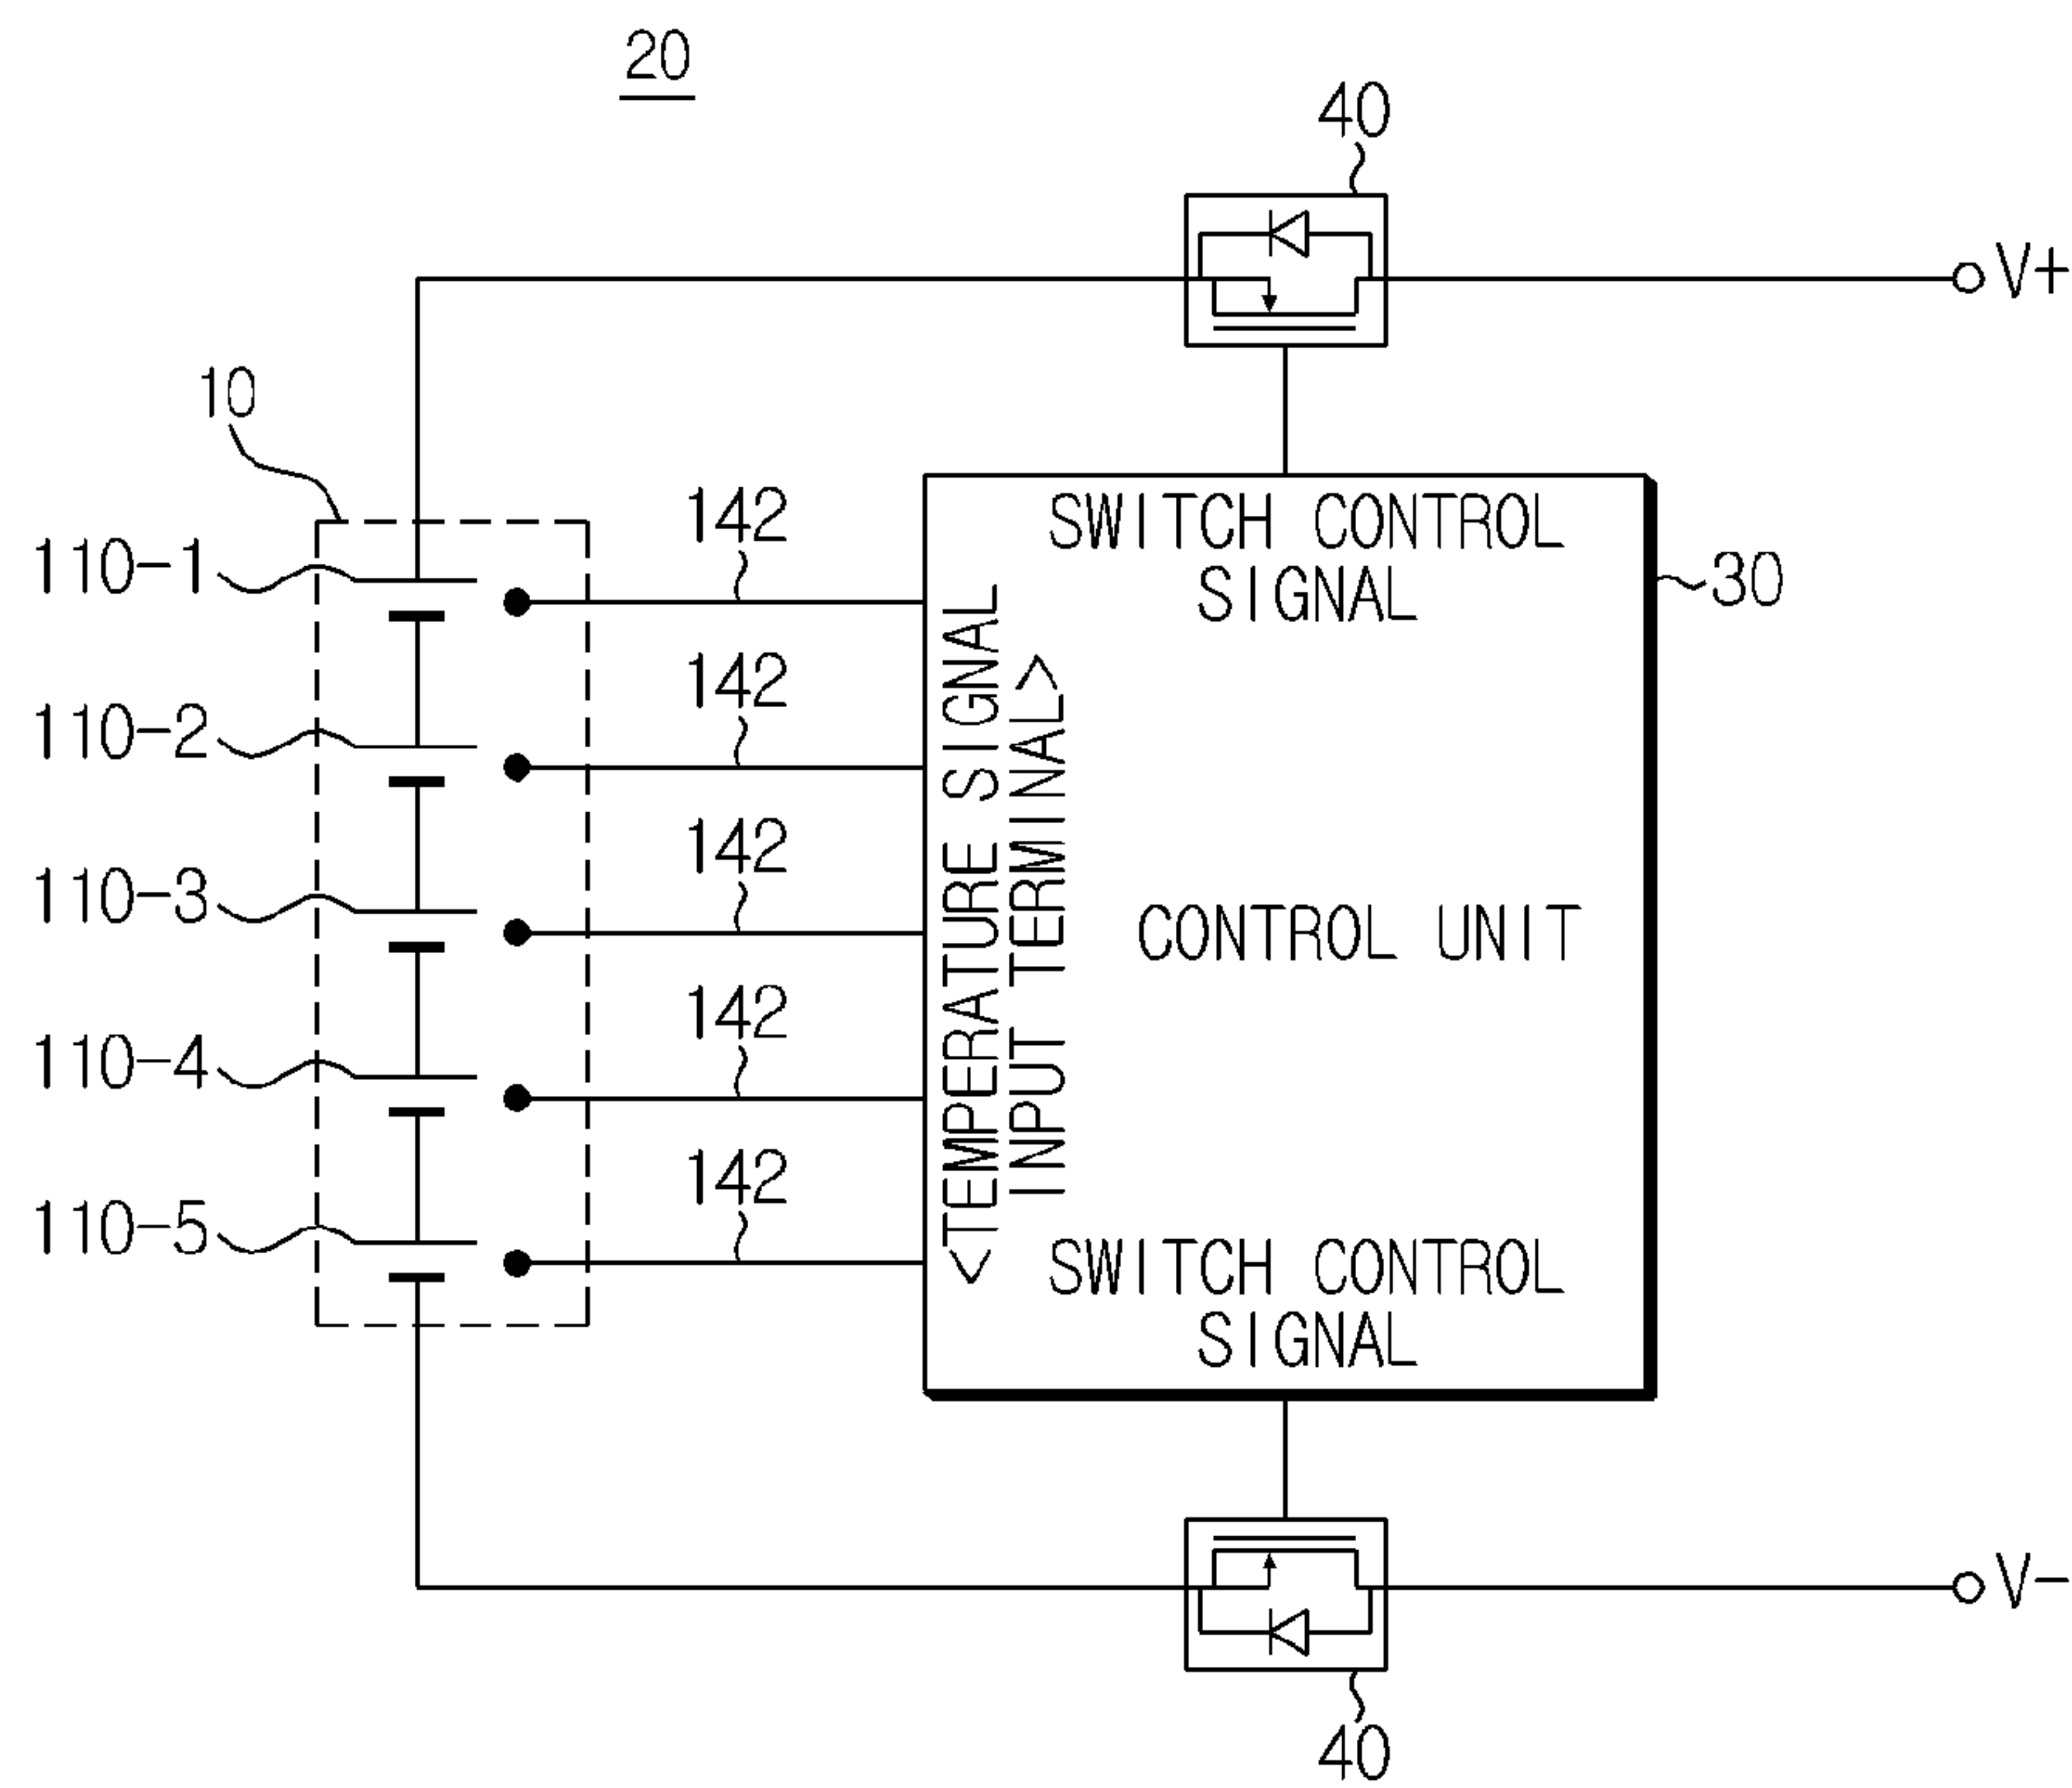 20
40
V+
10
110-1
142
SWITCH CONTROL
SIGNAL
30
110-2
142
<TEMPERATURE SIGNAL
INPUT TERMINAL>
110-3
142
CONTROL UNIT
110-4
142
110-5
142
SWITCH CONTROL
SIGNAL
V-
40